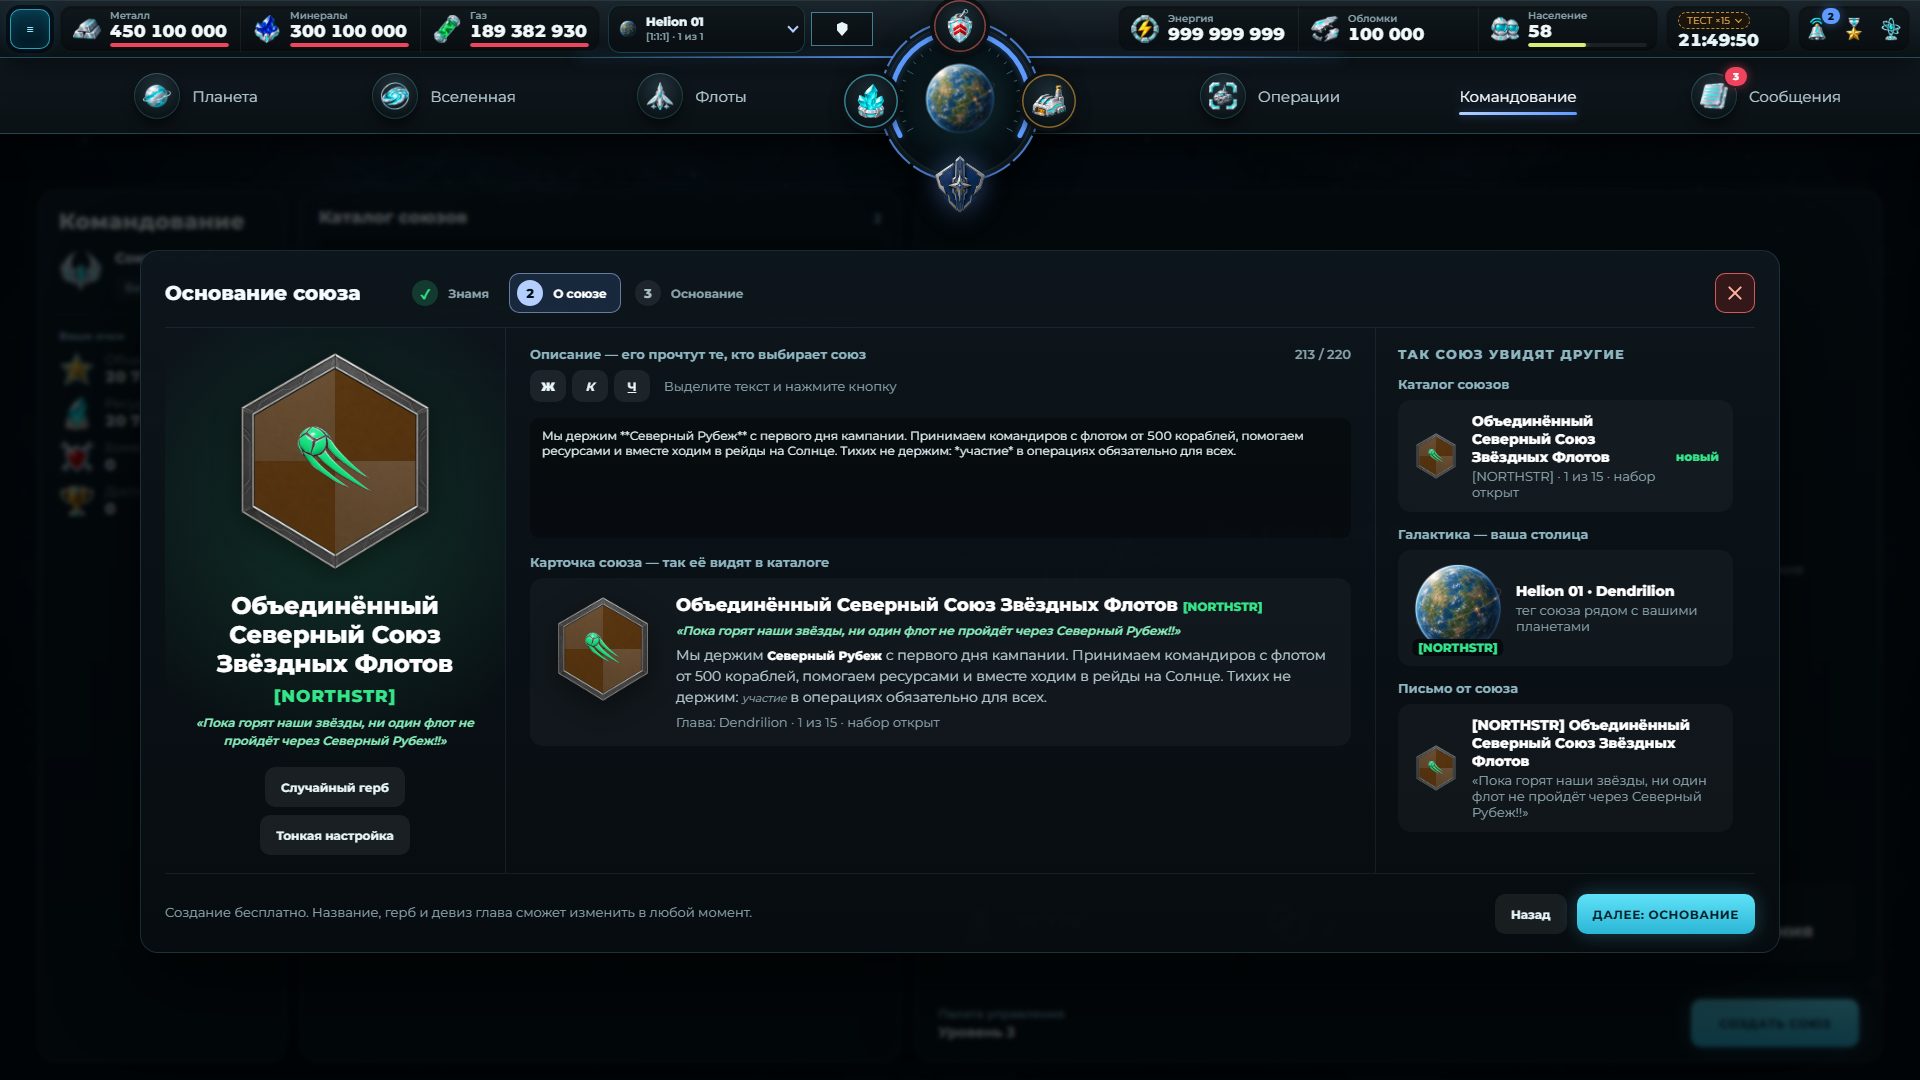 Металл
450 100 000
Минералы
300 100 000
Газ
189 382 930
Helion 01
[1:1:1] · 1 из 1
Энергия
999 999 999
Обломки
100 000
Население
58
ТЕСТ ×15
21:49:50
2
Планета
Вселенная
Флоты
Операции
Командование
3
Сообщения
Командование
Каталог союзов
Основание союза
✓ Знамя
2 О союзе
3 Основание
Объединённый
Северный Союз
Звёздных Флотов
[NORTHSTR]
«Пока горят наши звёзды, ни один флот не
пройдёт через Северный Рубеж!!»
Случайный герб
Тонкая настройка
Описание — его прочтут те, кто выбирает союз
213 / 220
Ж К Ч Выделите текст и нажмите кнопку
Мы держим **Северный Рубеж** с первого дня кампании. Принимаем командиров с флотом от 500 кораблей, помогаем
ресурсами и вместе ходим в рейды на Солнце. Тихих не держим: *участие* в операциях обязательно для всех.
Карточка союза — так её видят в каталоге
Объединённый Северный Союз Звёздных Флотов [NORTHSTR]
«Пока горят наши звёзды, ни один флот не пройдёт через Северный Рубеж!!»
Мы держим Северный Рубеж с первого дня кампании. Принимаем командиров с флотом
от 500 кораблей, помогаем ресурсами и вместе ходим в рейды на Солнце. Тихих не
держим: участие в операциях обязательно для всех.
Глава: Dendrilion · 1 из 15 · набор открыт
ТАК СОЮЗ УВИДЯТ ДРУГИЕ
Каталог союзов
Объединённый
Северный Союз
Звёздных Флотов
новый
[NORTHSTR] · 1 из 15 · набор
открыт
Галактика — ваша столица
Helion 01 · Dendrilion
тег союза рядом с вашими
планетами
[NORTHSTR]
Письмо от союза
[NORTHSTR] Объединённый
Северный Союз Звёздных
Флотов
«Пока горят наши звёзды, ни один
флот не пройдёт через Северный
Рубеж!!»
Создание бесплатно. Название, герб и девиз глава сможет изменить в любой момент.
Назад
ДАЛЕЕ: ОСНОВАНИЕ
Палата управления
Уровень 3
СОЗДАТЬ СОЮЗ